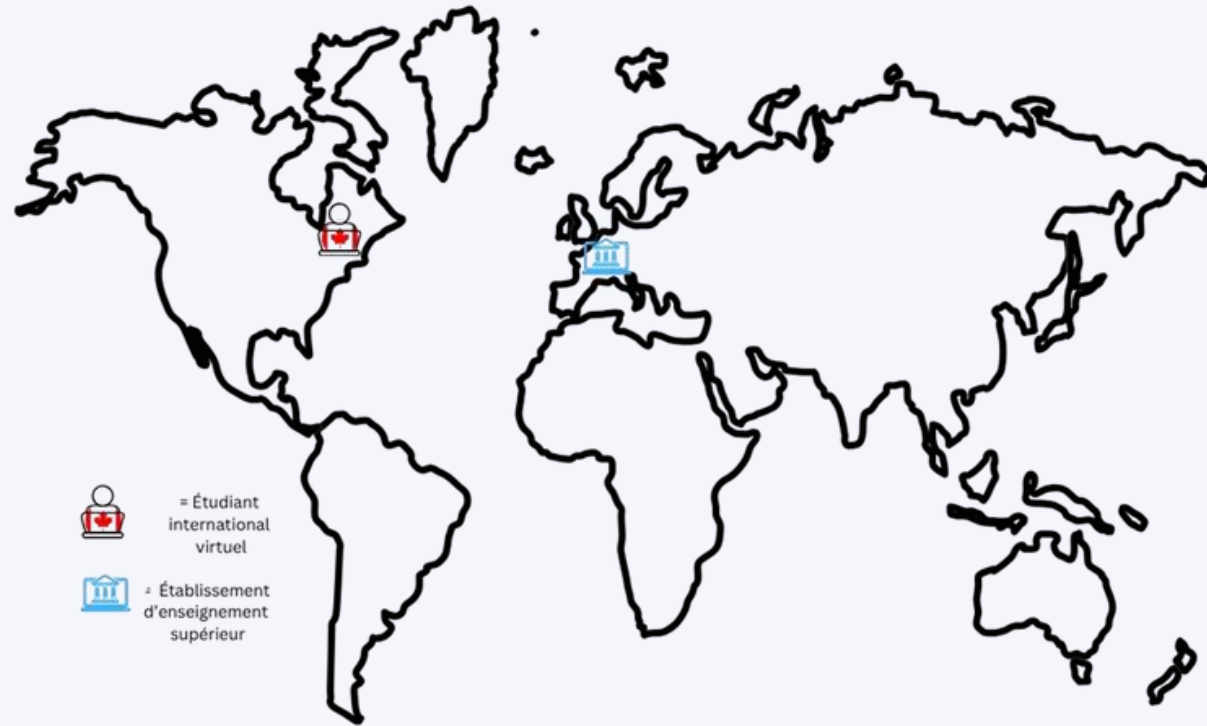 = Étudiant
international
virtuel
= Établissement
d'enseignement
supérieur